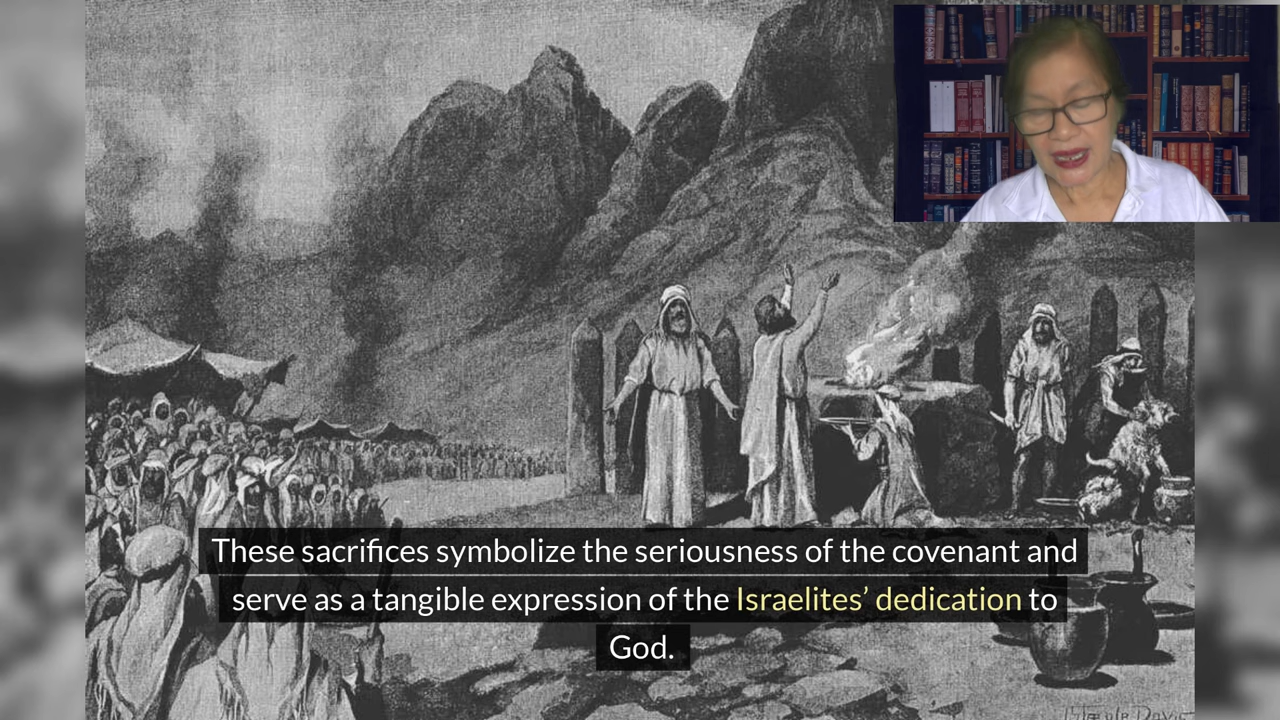 These sacrifices symbolize the seriousness of the covenant and
serve as a tangible expression of the Israelites’ dedication to
God.